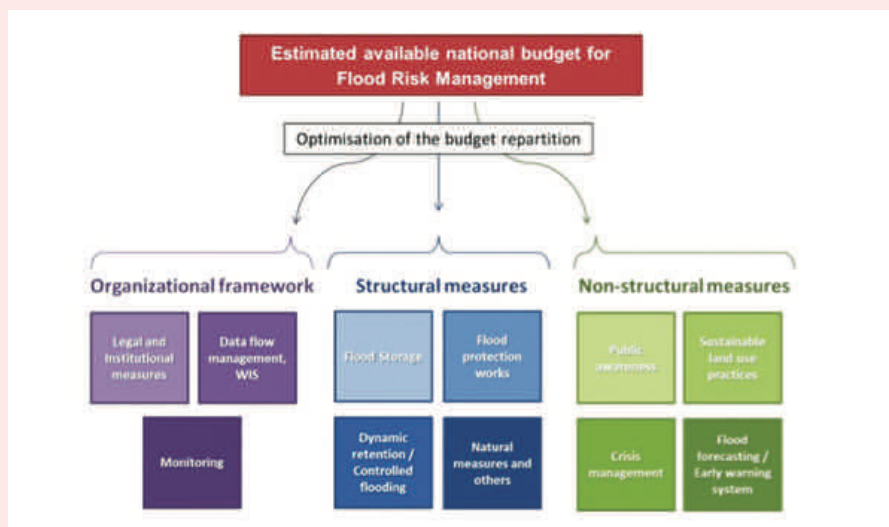 Estimated available national budget for
Flood Risk Management
Optimisation of the budget repartition
Organizational framework
Legal and
Institutional
measures
Data flow
management,
WIS
Monitoring
Structural measures
Flood Storage
Flood
protection
works
Dynamic
retention /
Controlled
flooding
Natural
measures and
others
Non-structural measures
Public
awareness
Sustainable
land use
practices
Crisis
management
Flood
forecasting /
Early warning
system